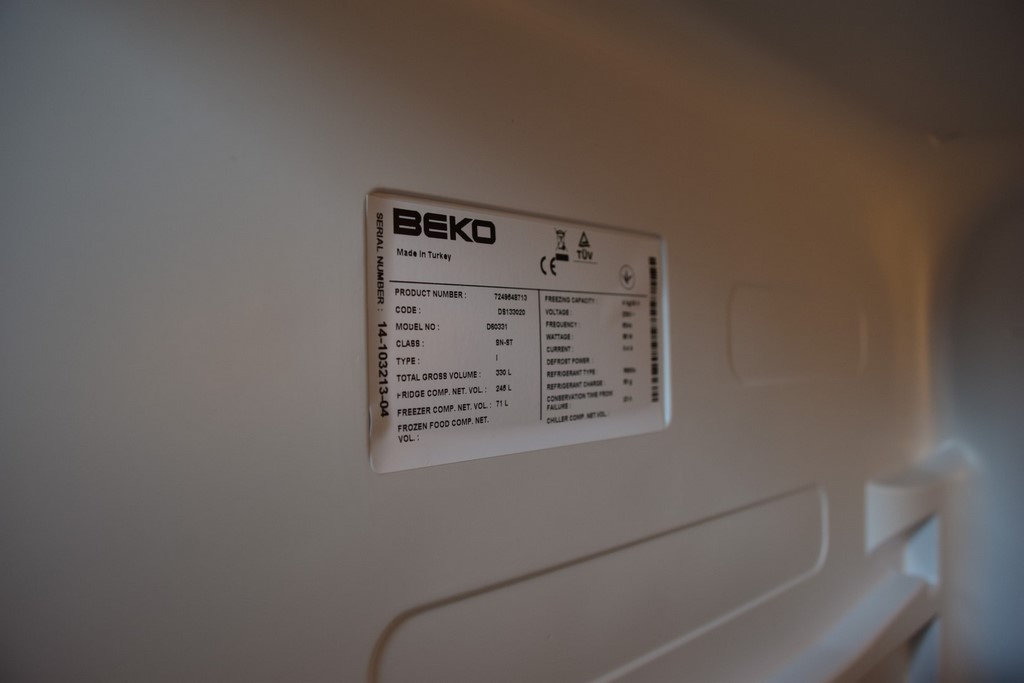 BEKO
Made in Turkey
CE
TÜV
SERIAL NUMBER : 14-103213-04
PRODUCT NUMBER : 7249648713
CODE : DS133020
MODEL NO : D60331
CLASS : SN-ST
TYPE : I
TOTAL GROSS VOLUME : 330 L
FRIDGE COMP. NET. VOL. : 245 L
FREEZER COMP. NET. VOL. : 71 L
FROZEN FOOD COMP. NET.
VOL. :
FREEZING CAPACITY :
VOLTAGE :
FREQUENCY :
WATTAGE :
CURRENT :
DEFROST POWER :
REFRIGERANT TYPE :
REFRIGERANT CHARGE :
CONSERVATION TIME FROM
FAILURE :
CHILLER COMP. NET.VOL. :